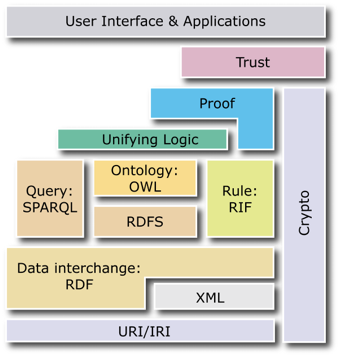 User Interface & Applications
Trust
Proof
Unifying Logic
Ontology:
OWL
Query:
SPARQL
Rule:
RIF
RDFS
Crypto
Data interchange:
RDF
XML
URI/IRI